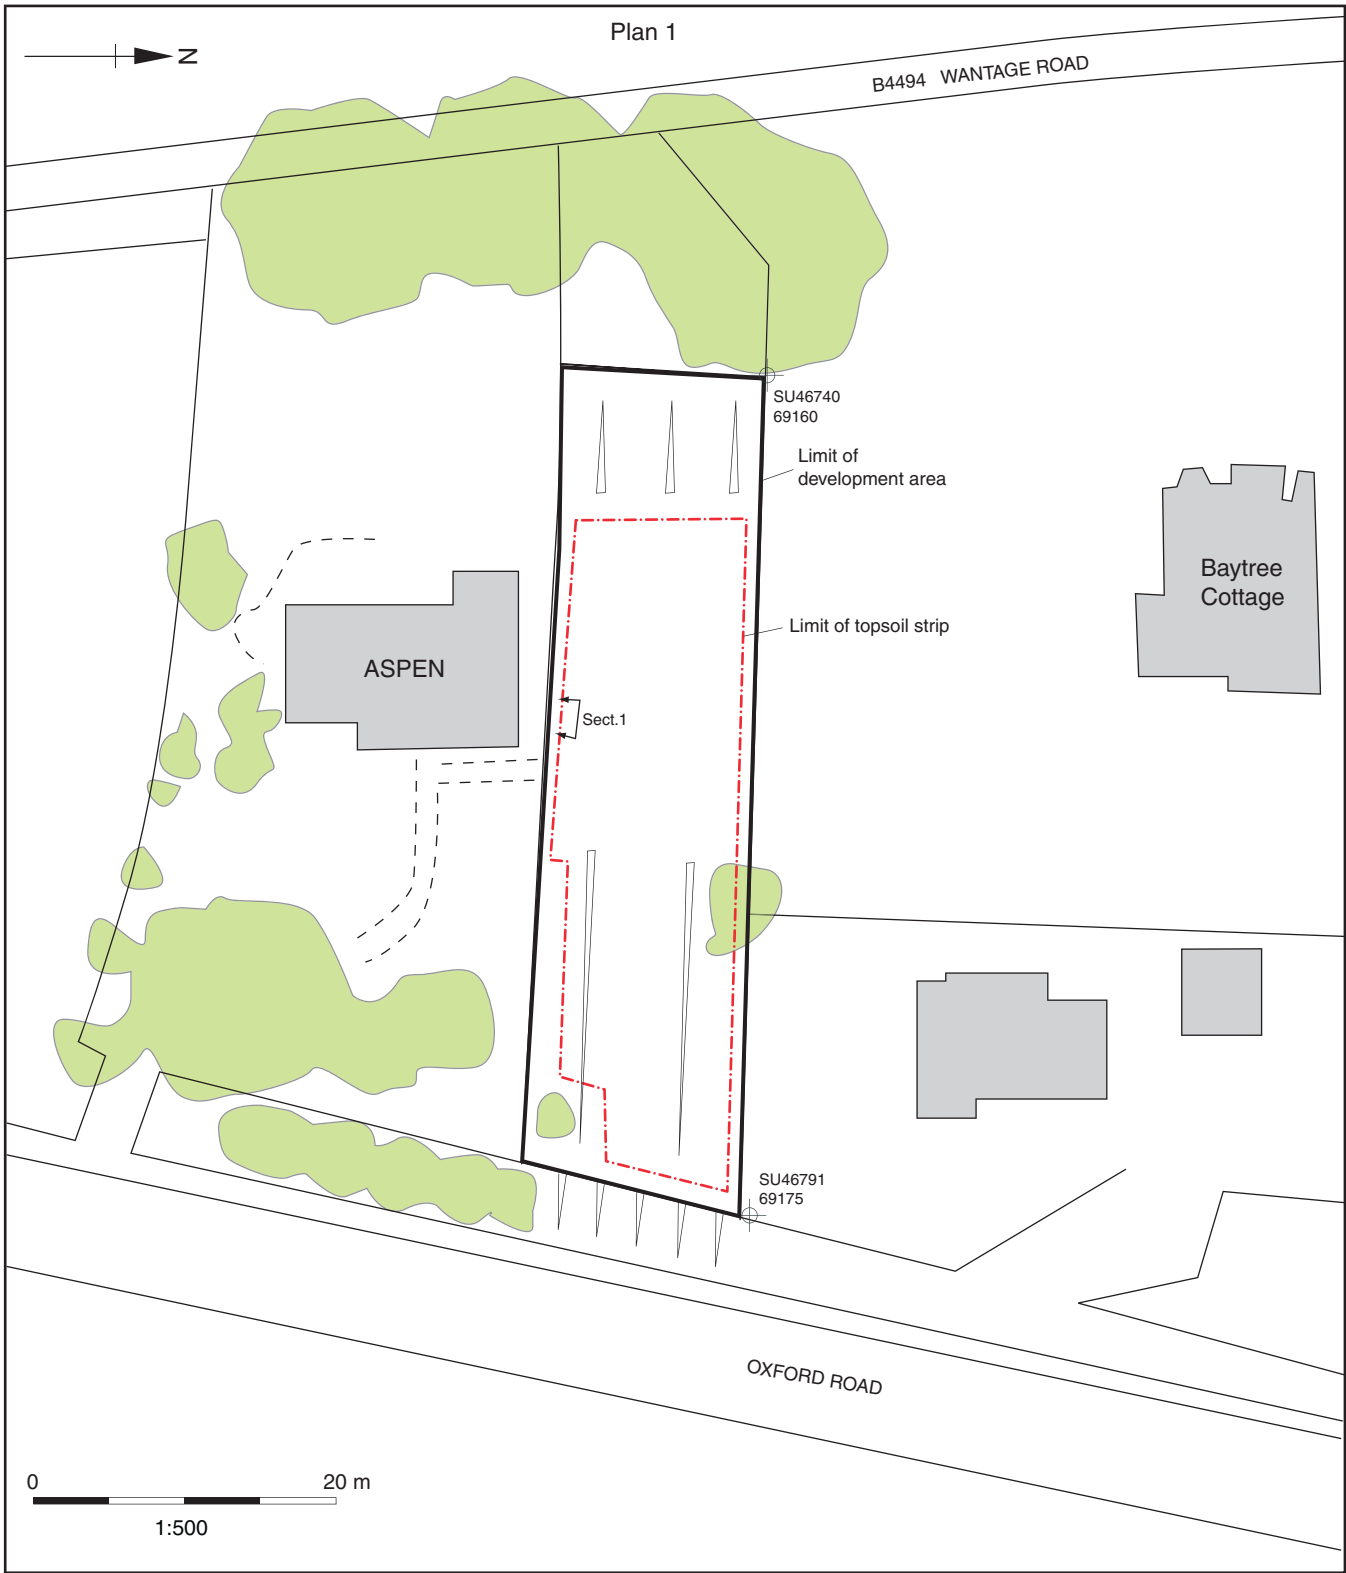 Plan 1
N
B4494 WANTAGE ROAD
SU46740
69160
Limit of
development area
Baytree
Cottage
Limit of topsoil strip
ASPEN
Sect.1
SU46791
69175
OXFORD ROAD
0 20 m
1:500